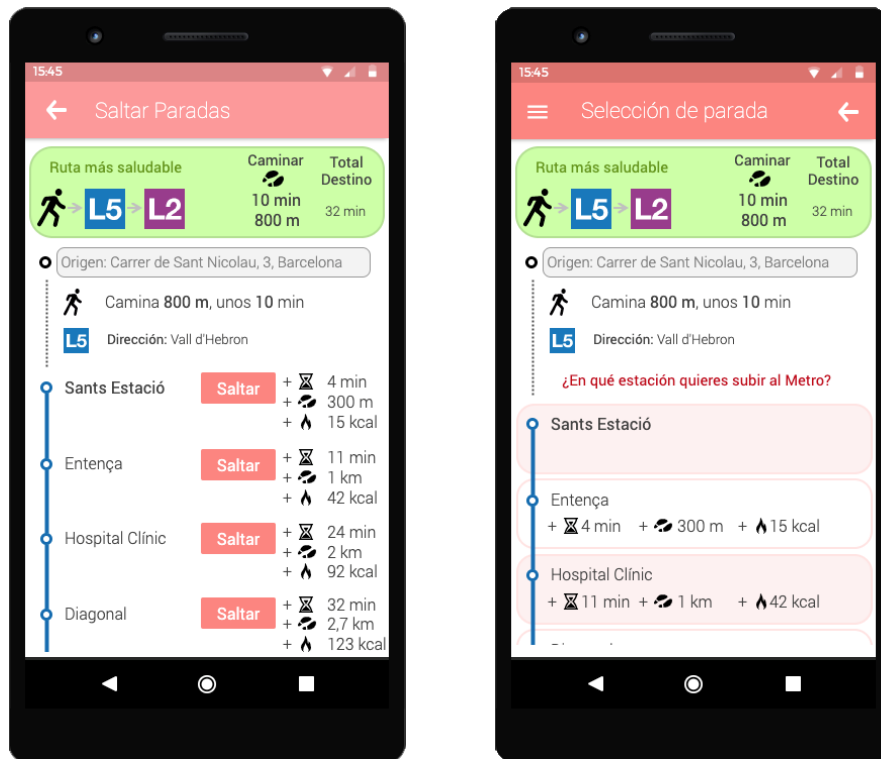 15:45
Saltar Paradas
Ruta más saludable
Caminar
Total
Destino
L5
L2
10 min
800 m
32 min
Origen: Carrer de Sant Nicolau, 3, Barcelona
Camina 800 m, unos 10 min
L5 Dirección: Vall d'Hebron
Sants Estació Saltar + 4 min
+ 300 m
+ 15 kcal
Entença Saltar + 11 min
+ 1 km
+ 42 kcal
Hospital Clínic Saltar + 24 min
+ 2 km
+ 92 kcal
Diagonal Saltar + 32 min
+ 2,7 km
+ 123 kcal
15:45
Selección de parada
Ruta más saludable
Caminar
Total
Destino
L5
L2
10 min
800 m
32 min
Origen: Carrer de Sant Nicolau, 3, Barcelona
Camina 800 m, unos 10 min
L5 Dirección: Vall d'Hebron
¿En qué estación quieres subir al Metro?
Sants Estació
Entença
+ 4 min + 300 m + 15 kcal
Hospital Clínic
+ 11 min + 1 km + 42 kcal